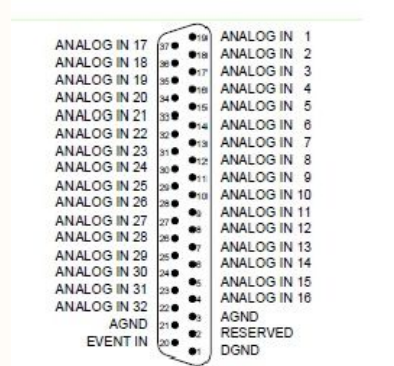 ANALOG IN 17 37 19 ANALOG IN 1
ANALOG IN 18 36 18 ANALOG IN 2
ANALOG IN 19 35 17 ANALOG IN 3
ANALOG IN 20 34 16 ANALOG IN 4
ANALOG IN 21 33 15 ANALOG IN 5
ANALOG IN 22 32 14 ANALOG IN 6
ANALOG IN 23 31 13 ANALOG IN 7
ANALOG IN 24 30 12 ANALOG IN 8
ANALOG IN 25 29 11 ANALOG IN 9
ANALOG IN 26 28 10 ANALOG IN 10
ANALOG IN 27 27 9 ANALOG IN 11
ANALOG IN 28 26 8 ANALOG IN 12
ANALOG IN 29 25 7 ANALOG IN 13
ANALOG IN 30 24 6 ANALOG IN 14
ANALOG IN 31 23 5 ANALOG IN 15
ANALOG IN 32 22 4 ANALOG IN 16
AGND 21 3 AGND
EVENT IN 20 2 RESERVED
1 DGND